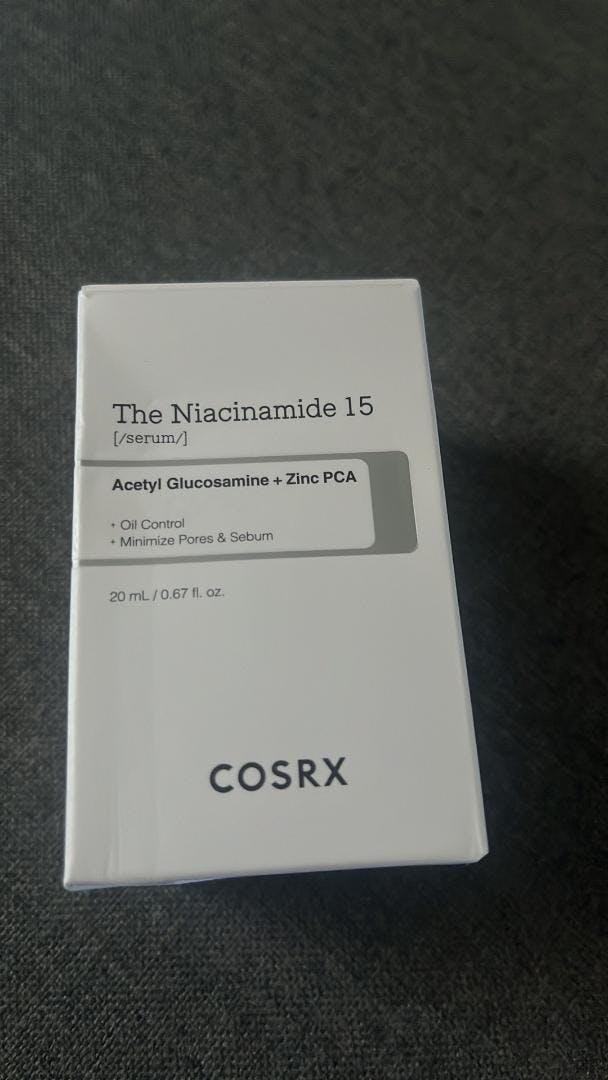 The Niacinamide 15
[/serum/]
Acetyl Glucosamine + Zinc PCA
+ Oil Control
+ Minimize Pores & Sebum
20 mL / 0.67 fl. oz.
COSRX